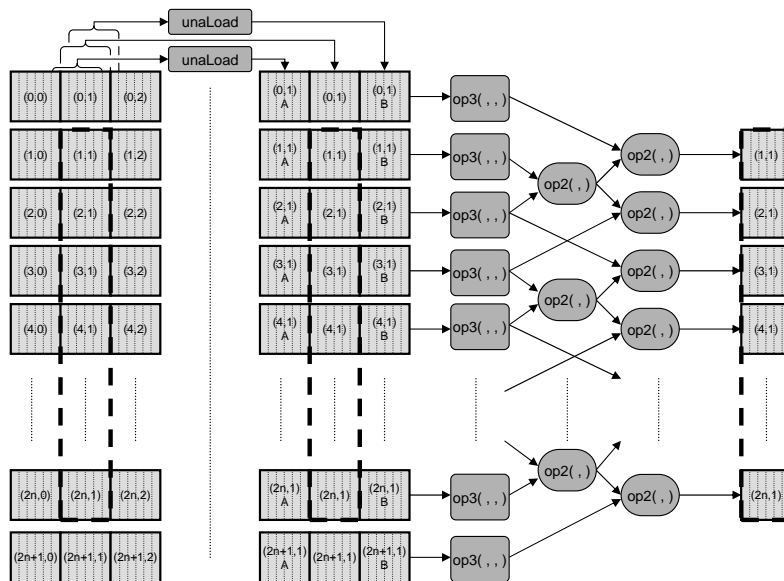 unaLoad
unaLoad
(0,0) (0,1) (0,2) (0,1) A (0,1) (0,1) B op3( , , )
op2( , )
(1,0) (1,1) (1,2) (1,1) A (1,1) (1,1) B op3( , , ) (1,1)
op2( , )
(2,0) (2,1) (2,2) (2,1) A (2,1) (2,1) B op3( , , ) op2( , ) (2,1)
(3,0) (3,1) (3,2) (3,1) A (3,1) (3,1) B op3( , , ) op2( , ) (3,1)
op2( , )
(4,0) (4,1) (4,2) (4,1) A (4,1) (4,1) B op3( , , ) op2( , ) (4,1)
op2( , )
(2n,0) (2n,1) (2n,2) (2n,1) A (2n,1) (2n,1) B op3( , , ) op2( , ) (2n,1)
(2n+1,0) (2n+1,1) (2n+1,2) (2n+1,1) A (2n+1,1) (2n+1,1) B op3( , , )